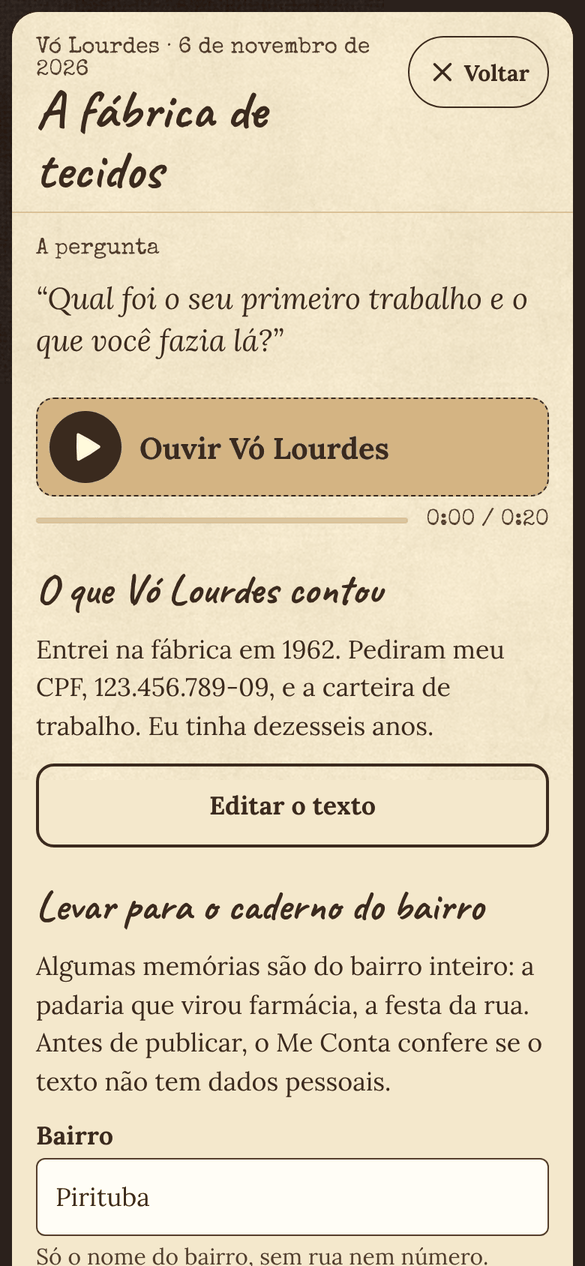 Vó Lourdes · 6 de novembro de
2026
Voltar
A fábrica de
tecidos
A pergunta
“Qual foi o seu primeiro trabalho e o
que você fazia lá?”
Ouvir Vó Lourdes
0:00 / 0:20
O que Vó Lourdes contou
Entrei na fábrica em 1962. Pediram meu
CPF, 123.456.789-09, e a carteira de
trabalho. Eu tinha dezesseis anos.
Editar o texto
Levar para o caderno do bairro
Algumas memórias são do bairro inteiro: a
padaria que virou farmácia, a festa da rua.
Antes de publicar, o Me Conta confere se o
texto não tem dados pessoais.
Bairro
Pirituba
Só o nome do bairro, sem rua nem número.